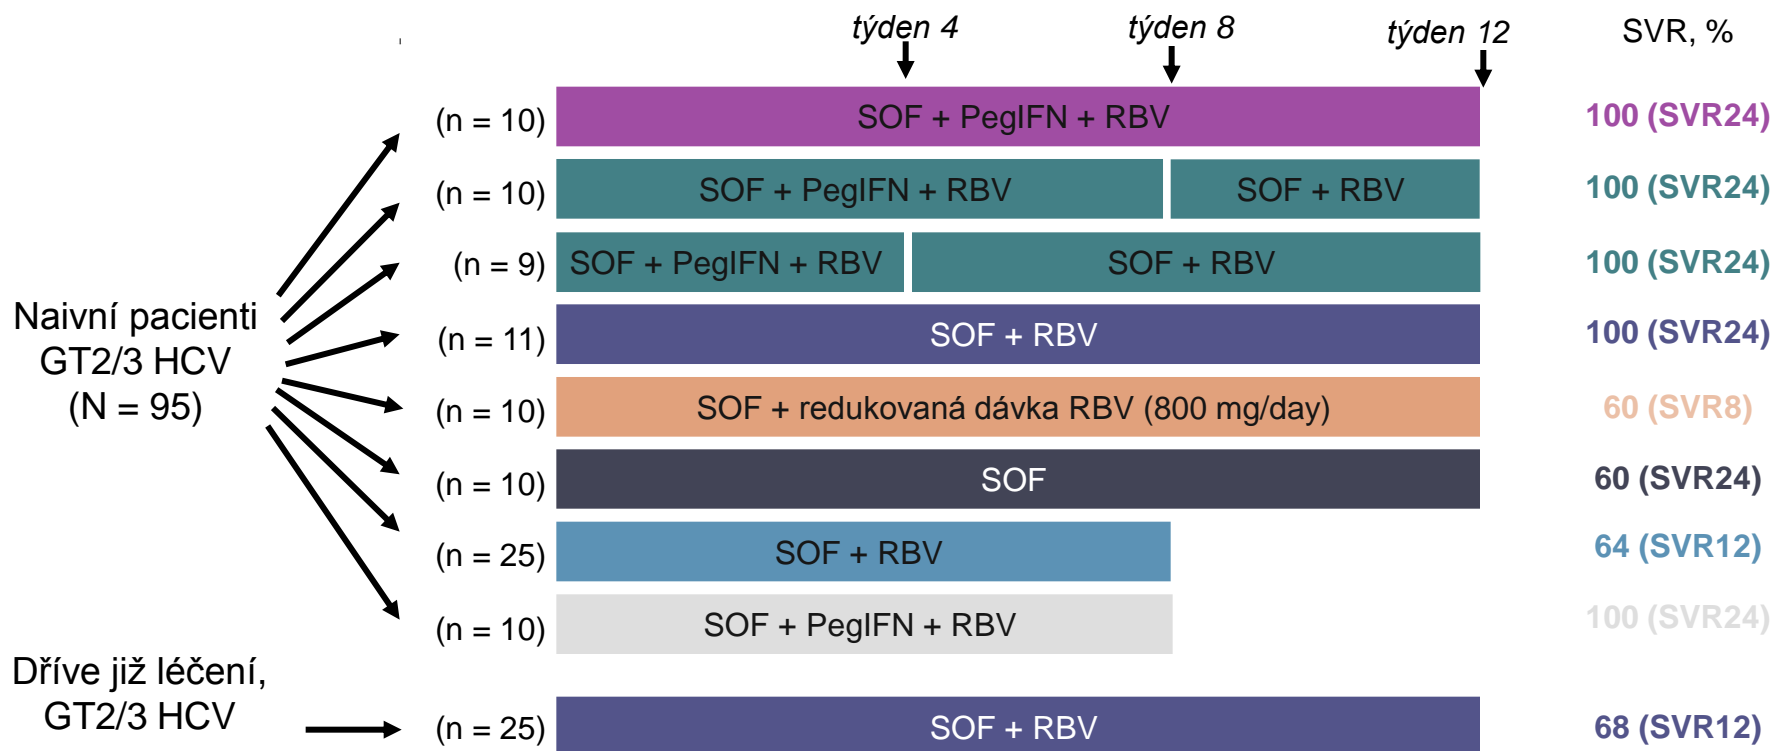 týden 4 týden 8 týden 12 SVR, %
(n = 10) SOF + PegIFN + RBV 100 (SVR24)
(n = 10) SOF + PegIFN + RBV SOF + RBV 100 (SVR24)
(n = 9) SOF + PegIFN + RBV SOF + RBV 100 (SVR24)
Naivní pacienti
GT2/3 HCV
(N = 95)
(n = 11) SOF + RBV 100 (SVR24)
(n = 10) SOF + redukovaná dávka RBV (800 mg/day) 60 (SVR8)
(n = 10) SOF 60 (SVR24)
(n = 25) SOF + RBV 64 (SVR12)
(n = 10) SOF + PegIFN + RBV 100 (SVR24)
Dříve již léčení,
GT2/3 HCV
(n = 25) SOF + RBV 68 (SVR12)